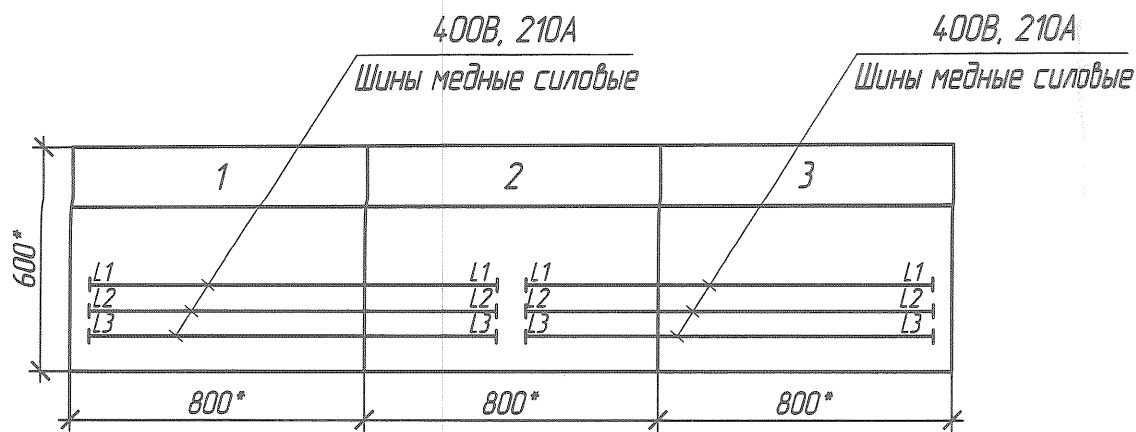 400В, 210А
Шины медные силовые
400В, 210А
Шины медные силовые
1 2 3
600*
L1 L1 L1 L1
L2 L2 L2 L2
L3 L3 L3 L3
800* 800* 800*